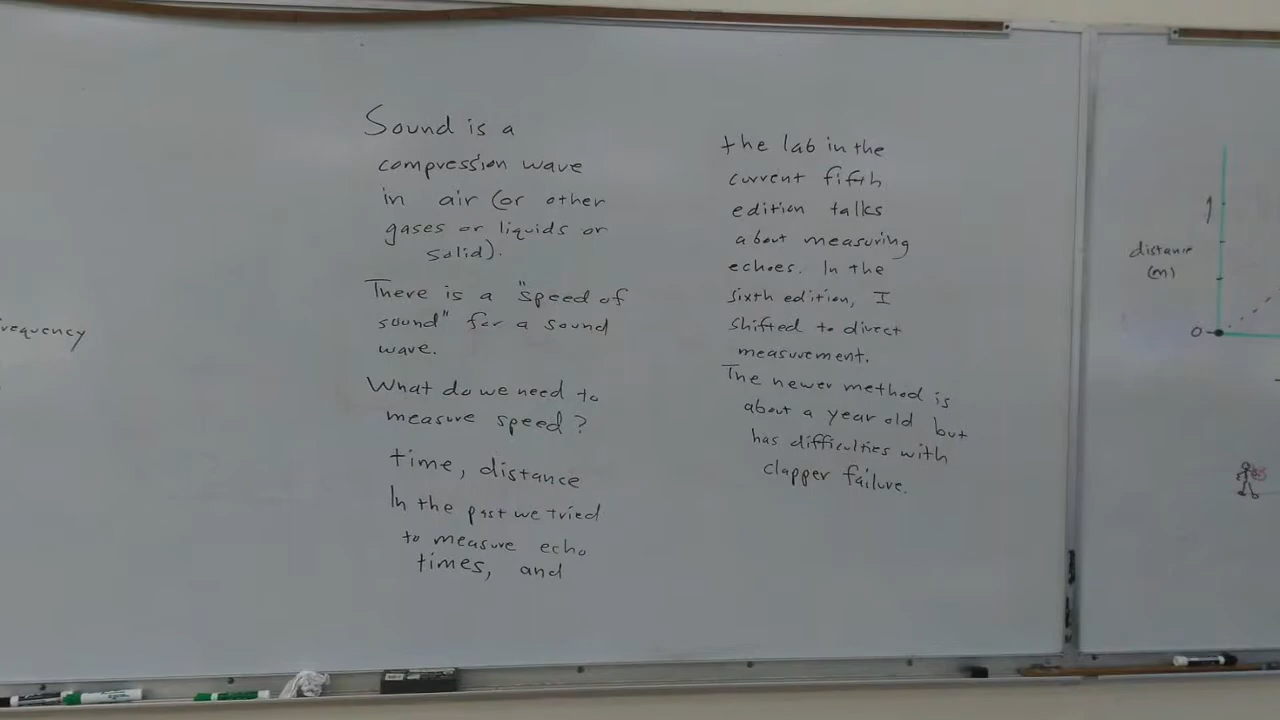 requency
Sound is a
compression wave
in air (or other
gases or liquids or
solid).
There is a "speed of
sound" for a sound
wave.
What do we need to
measure speed?
time, distance
In the past we tried
to measure echo
times, and
the lab in the
current fifth
edition talks
about measuring
echoes. In the
sixth edition, I
shifted to direct
measurement.
The newer method is
about a year old but
has difficulties with
clapper failure.
1
distance
(m)
0